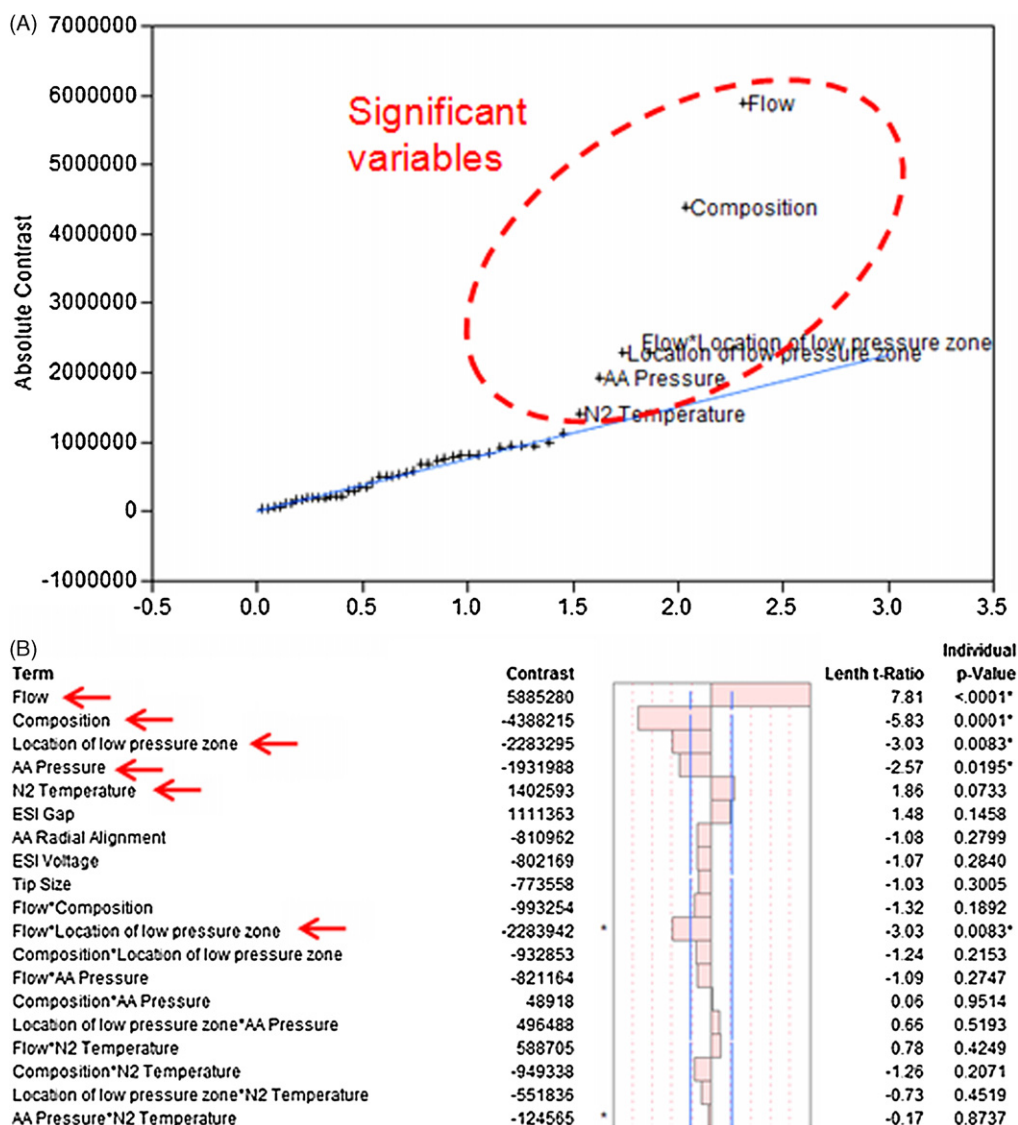 (A)
7000000
6000000
5000000
4000000
3000000
2000000
1000000
0
-1000000
Absolute Contrast
Significant
variables
Flow
Composition
Flow*Location of low pressure zone
Location of low pressure zone
AA Pressure
N2 Temperature
-0.5 0.0 0.5 1.0 1.5 2.0 2.5 3.0 3.5
(B)
Individual
Term Contrast Lenth t-Ratio p-Value
Flow 5885280 7.81 <.0001*
Composition -4388215 -5.83 0.0001*
Location of low pressure zone -2283295 -3.03 0.0083*
AA Pressure -1931988 -2.57 0.0195*
N2 Temperature 1402593 1.86 0.0733
ESI Gap 1111363 1.48 0.1458
AA Radial Alignment -810962 -1.08 0.2799
ESI Voltage -802169 -1.07 0.2840
Tip Size -773558 -1.03 0.3005
Flow*Composition -993254 -1.32 0.1892
Flow*Location of low pressure zone -2283942 * -3.03 0.0083*
Composition*Location of low pressure zone -932853 -1.24 0.2153
Flow*AA Pressure -821164 -1.09 0.2747
Composition*AA Pressure 48918 0.06 0.9514
Location of low pressure zone*AA Pressure 496488 0.66 0.5193
Flow*N2 Temperature 588705 0.78 0.4249
Composition*N2 Temperature -949338 -1.26 0.2071
Location of low pressure zone*N2 Temperature -551836 -0.73 0.4519
AA Pressure*N2 Temperature -124565 * -0.17 0.8737